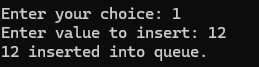 Enter your choice: 1
Enter value to insert: 12
12 inserted into queue.